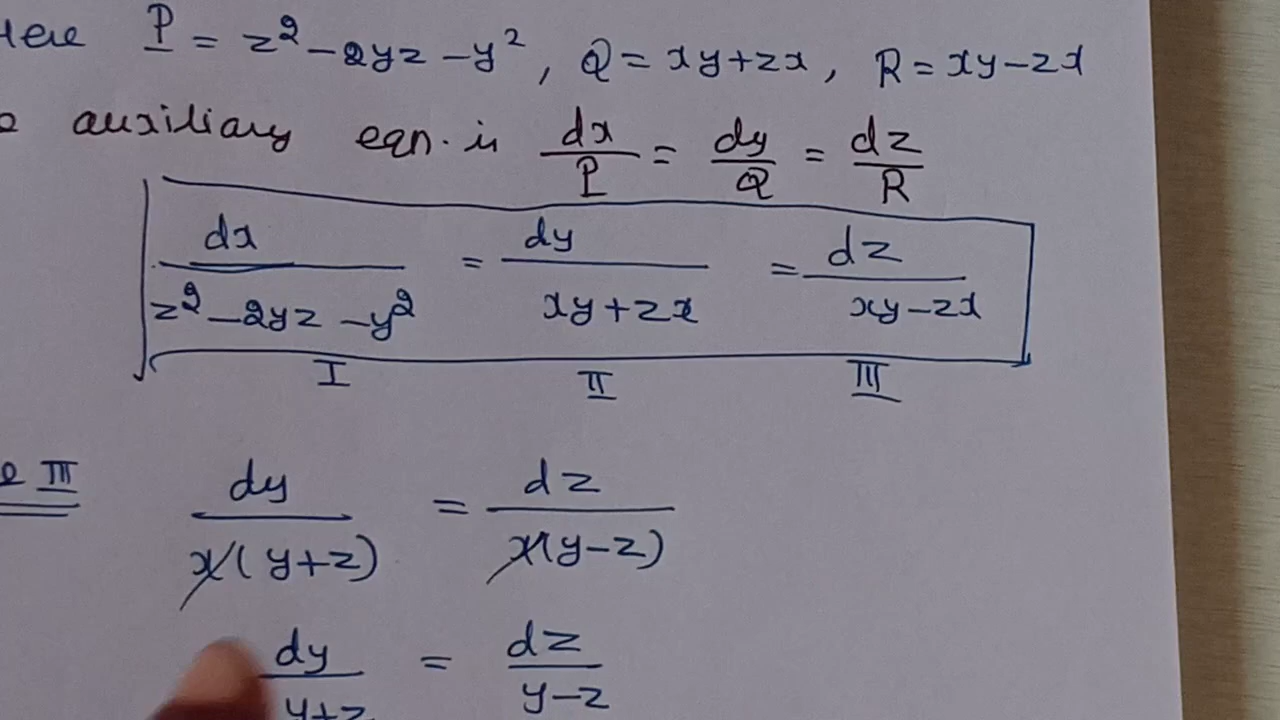 Here P = z² - 2yz - y², Q = xy + zx, R = xy - zx
auxiliary eqn. is dx/P = dy/Q = dz/R
dx/(z² - 2yz - y²) = dy/(xy + zx) = dz/(xy - zx)
I II III
III dy/(x(y+z)) = dz/(x(y-z))
dy/(y+z) = dz/(y-z)